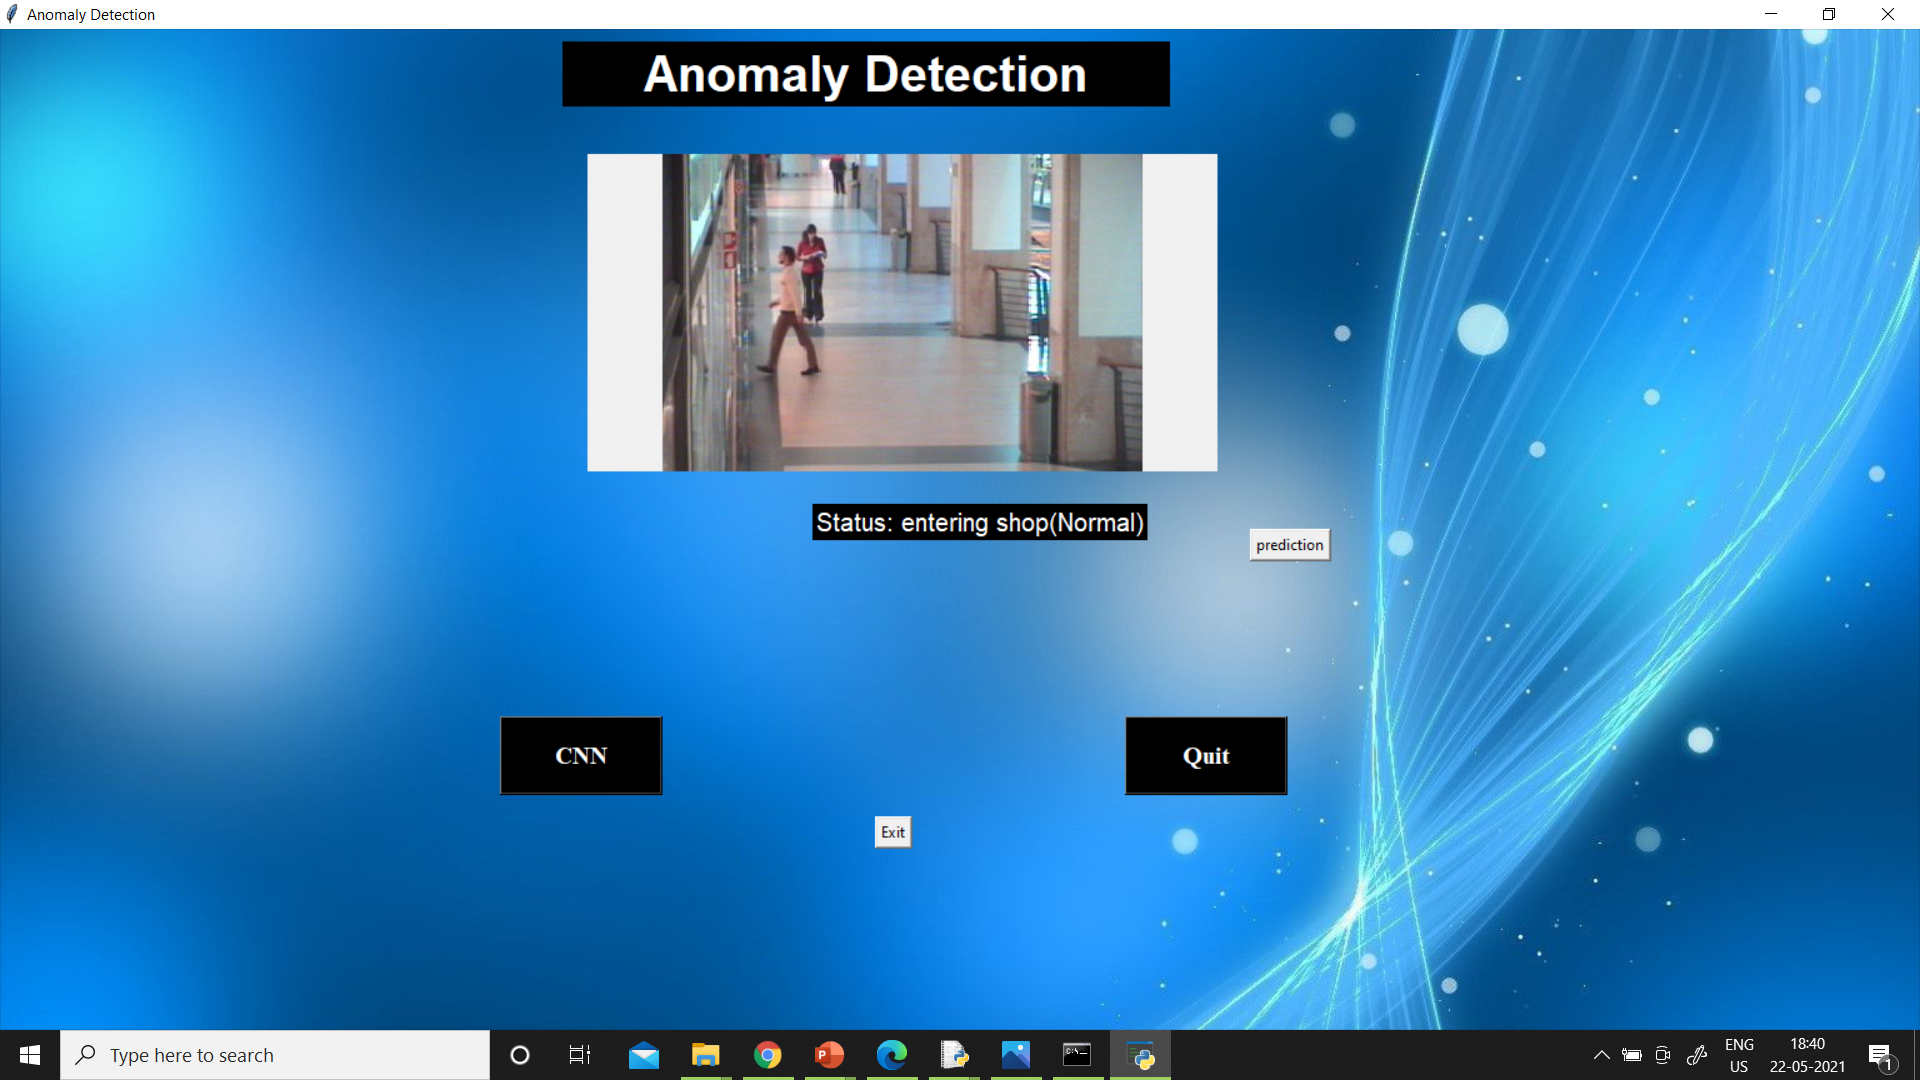 Anomaly Detection
Anomaly Detection
Status: entering shop(Normal)
prediction
CNN
Quit
Exit
Type here to search
ENG
US
18:40
22-05-2021
1